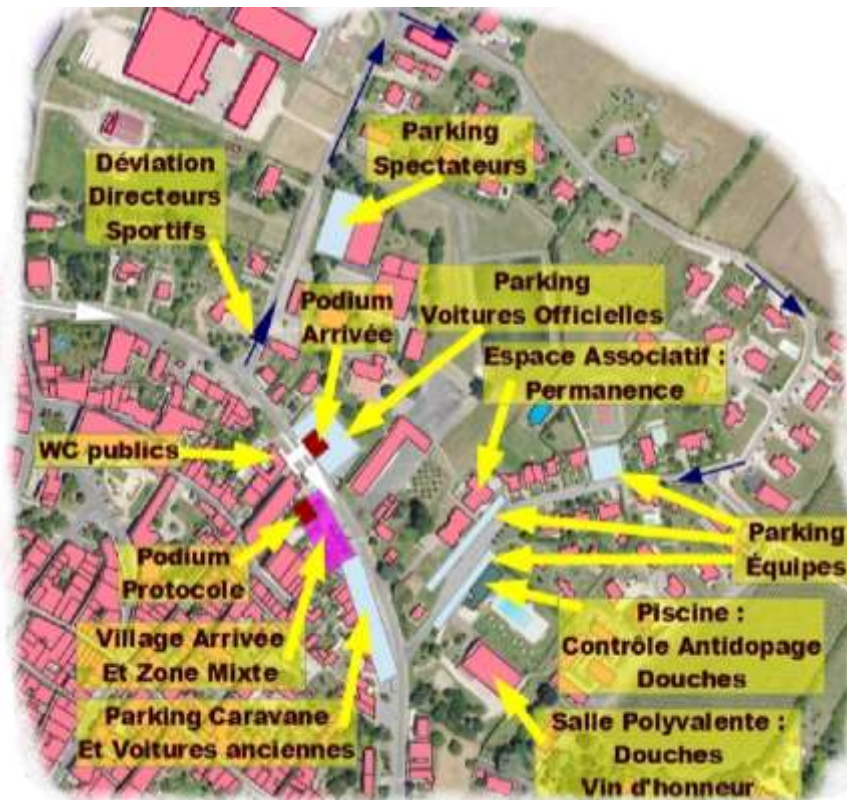 Parking
Spectateurs
Déviation
Directeurs
Sportifs
Podium
Arrivée
Parking
Voitures Officielles
Espace Associatif :
Permanence
WC publics
Parking
Équipes
Podium
Protocole
Piscine :
Contrôle Antidopage
Douches
Village Arrivée
Et Zone Mixte
Parking Caravane
Et Voitures anciennes
Salle Polyvalente :
Douches
Vin d'honneur